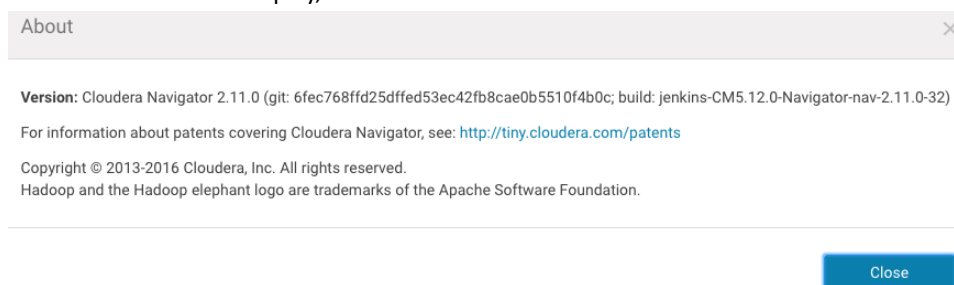 About
Version: Cloudera Navigator 2.11.0 (git: 6fec768ffd25dffed53ec42fb8cae0b5510f4b0c; build: jenkins-CM5.12.0-Navigator-nav-2.11.0-32)
For information about patents covering Cloudera Navigator, see: http://tiny.cloudera.com/patents
Copyright © 2013-2016 Cloudera, Inc. All rights reserved.
Hadoop and the Hadoop elephant logo are trademarks of the Apache Software Foundation.
Close